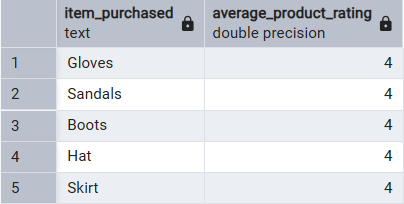 item_purchased average_product_rating
text double precision
1 Gloves 4
2 Sandals 4
3 Boots 4
4 Hat 4
5 Skirt 4